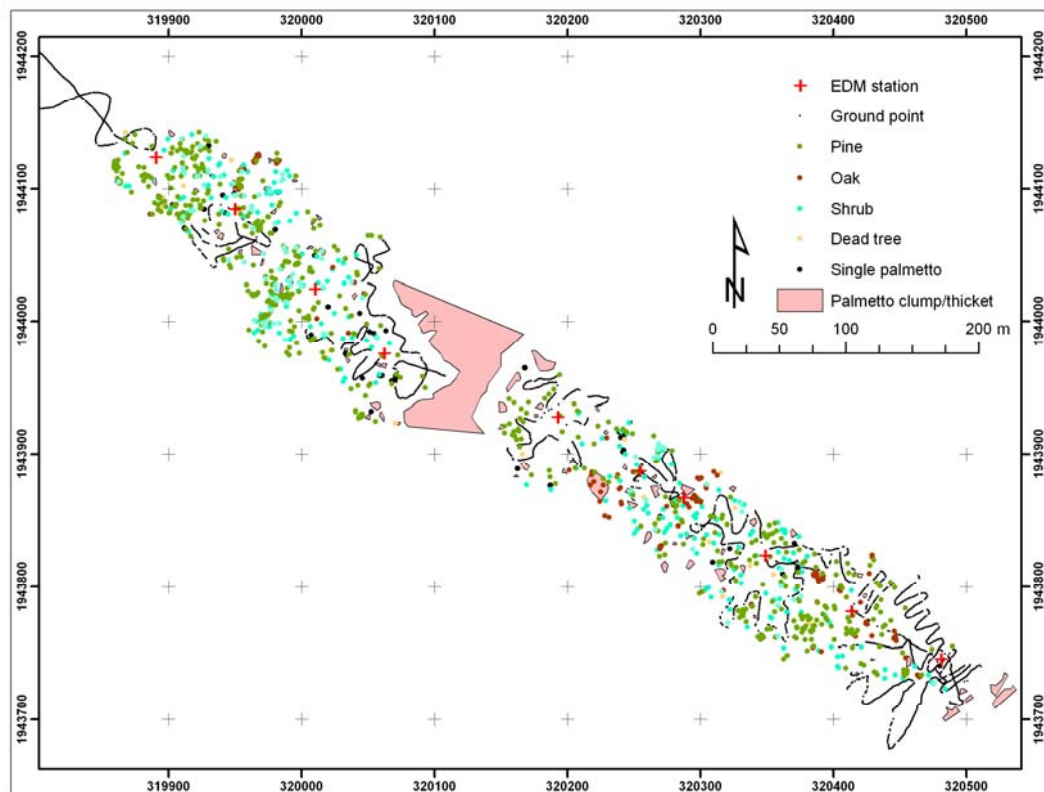 319900 320000 320100 320200 320300 320400 320500
1944200 1944200
EDM station
Ground point
Pine
1944100 1944100
Oak
Shrub
Dead tree
Single palmetto
N
Palmetto clump/thicket
1944000 1944000
0 50 100 200 m
1943900 1943900
1943800 1943800
1943700 1943700
319900 320000 320100 320200 320300 320400 320500